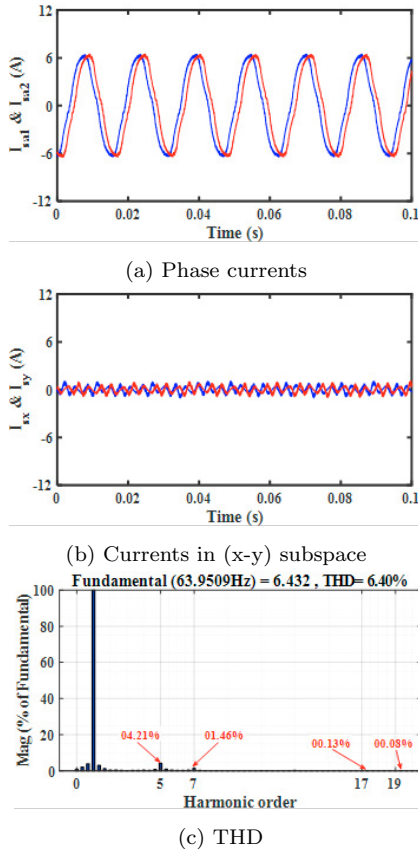 12
6
0
-6
-12
I_sa1 & I_sa2 (A)
0 0.02 0.04 0.06 0.08 0.1
Time (s)
(a) Phase currents
12
6
0
-6
-12
I_sx & I_sy (A)
0 0.02 0.04 0.06 0.08 0.1
Time (s)
(b) Currents in (x-y) subspace
Fundamental (63.9509Hz) = 6.432 , THD= 6.40%
100
80
60
40
20
0
Mag (% of Fundamental)
04.21% 01.46% 00.13% 00.05%
0 5 7 17 19
Harmonic order
(c) THD